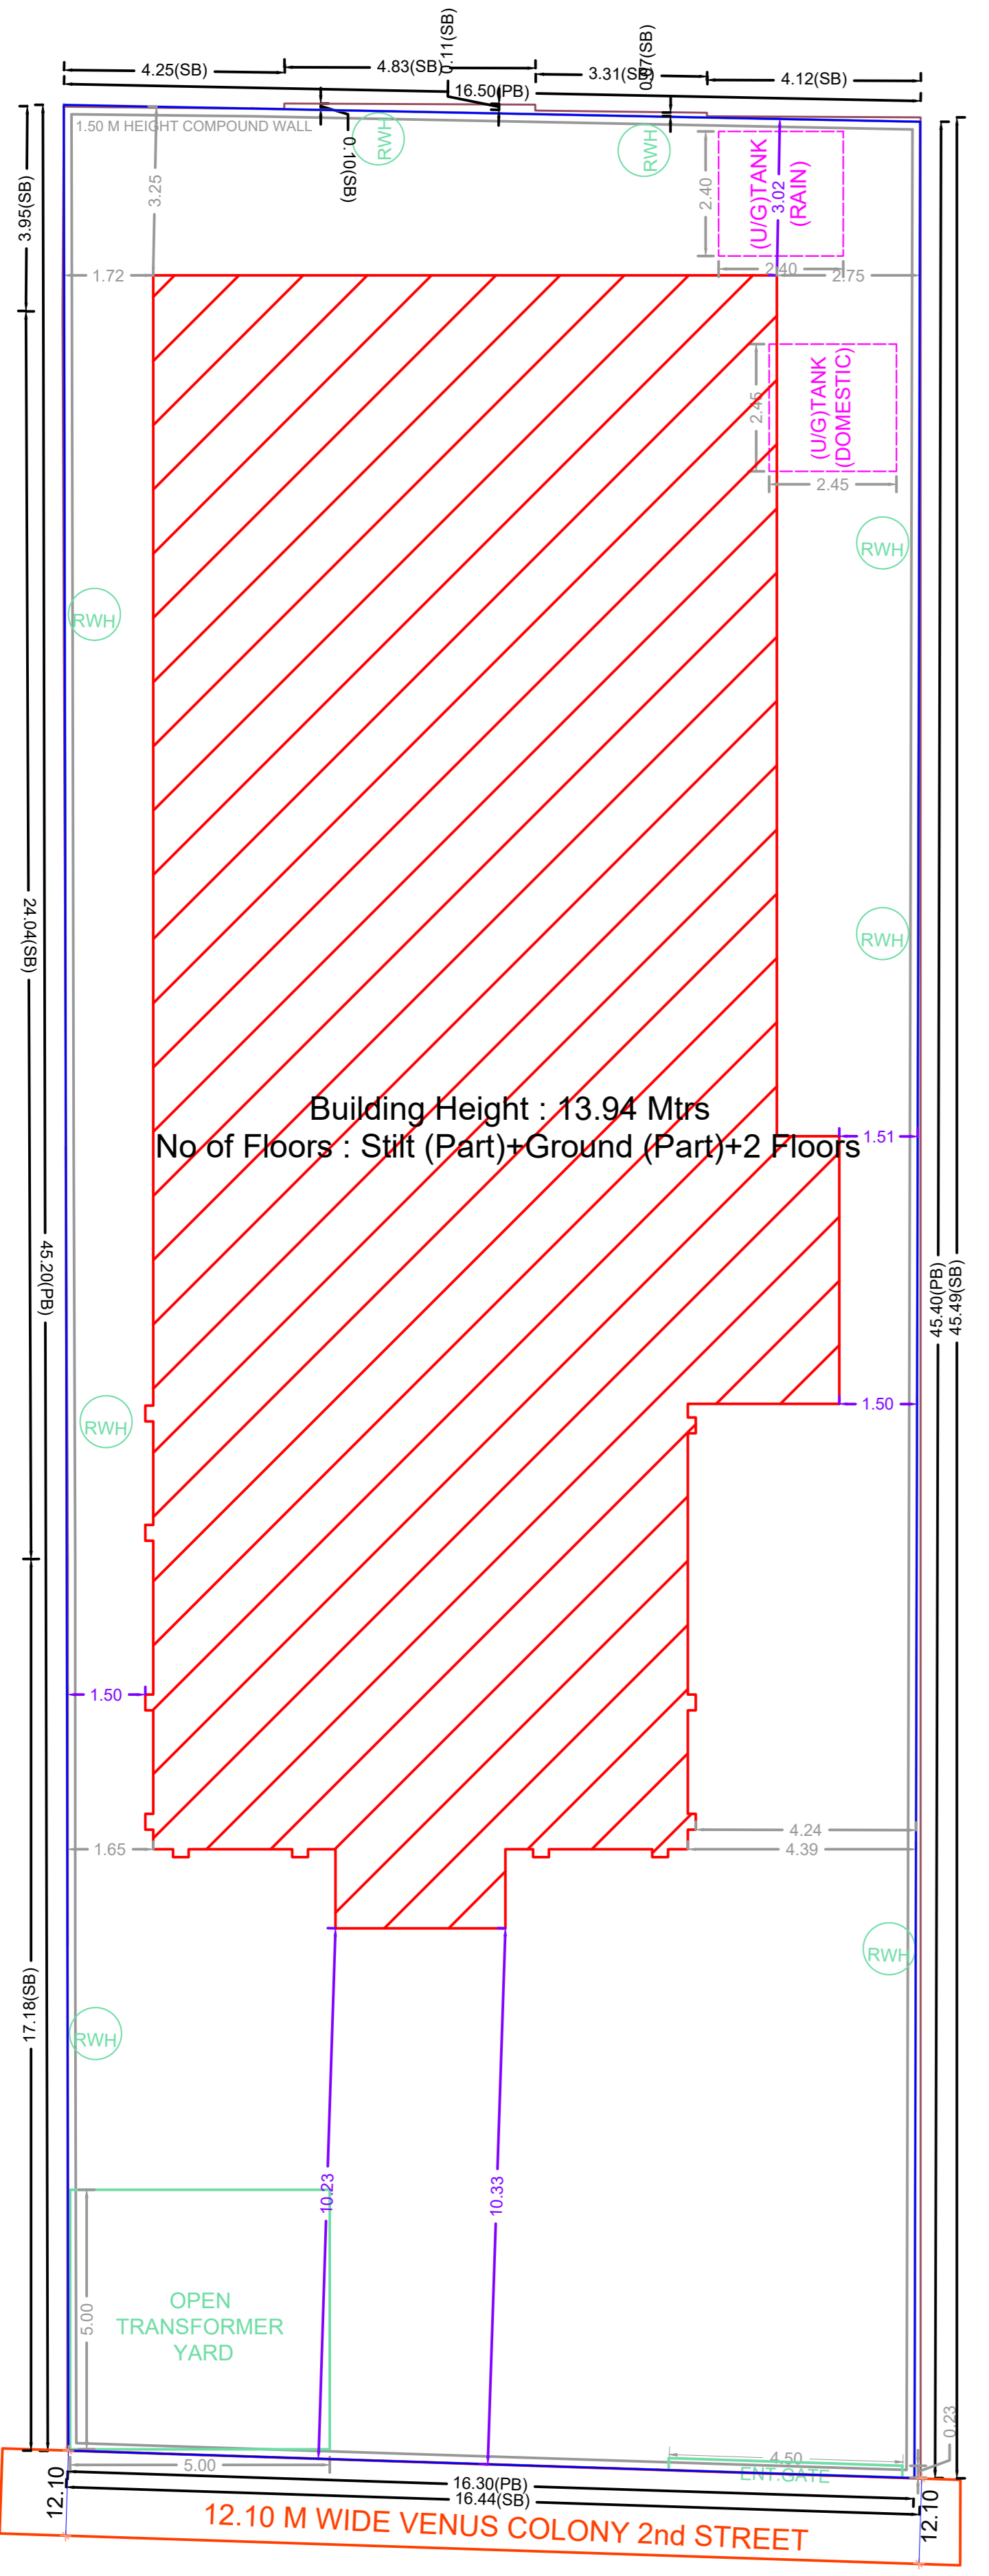 0.11(SB)
0.07(SB)
4.25(SB)
4.83(SB)
3.31(SB)
4.12(SB)
16.50(PB)
1.50 M HEIGHT COMPOUND WALL
RWH
RWH
0.10(SB)
3.25
2.40
(U/G)TANK
(RAIN)
3.02
3.95(SB)
1.72
2.40
2.75
2.45
(U/G)TANK
(DOMESTIC)
2.45
RWH
RWH
24.04(SB)
RWH
Building Height : 13.94 Mtrs
No of Floors : Stilt (Part)+Ground (Part)+2 Floors
1.51
45.20(PB)
45.40(PB)
45.49(SB)
1.50
RWH
1.50
4.24
1.65
4.39
RWH
17.18(SB)
RWH
10.23
10.33
5.00
OPEN
TRANSFORMER
YARD
0.23
5.00
4.50
ENT.GATE
16.30(PB)
16.44(SB)
12.10
12.10
12.10 M WIDE VENUS COLONY 2nd STREET